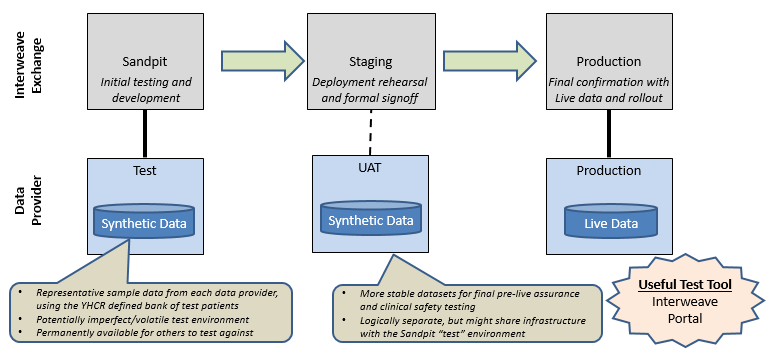 Interweave
Exchange
Sandpit
Initial testing and
development
Staging
Deployment rehearsal
and formal signoff
Production
Final confirmation with
Live data and rollout
Data
Provider
Test
Synthetic Data
UAT
Synthetic Data
Production
Live Data
• Representative sample data from each data provider,
using the YHCR defined bank of test patients
• Potentially imperfect/volatile test environment
• Permanently available for others to test against
• More stable datasets for final pre-live assurance
and clinical safety testing
• Logically separate, but might share infrastructure
with the Sandpit “test” environment
Useful Test Tool
Interweave
Portal